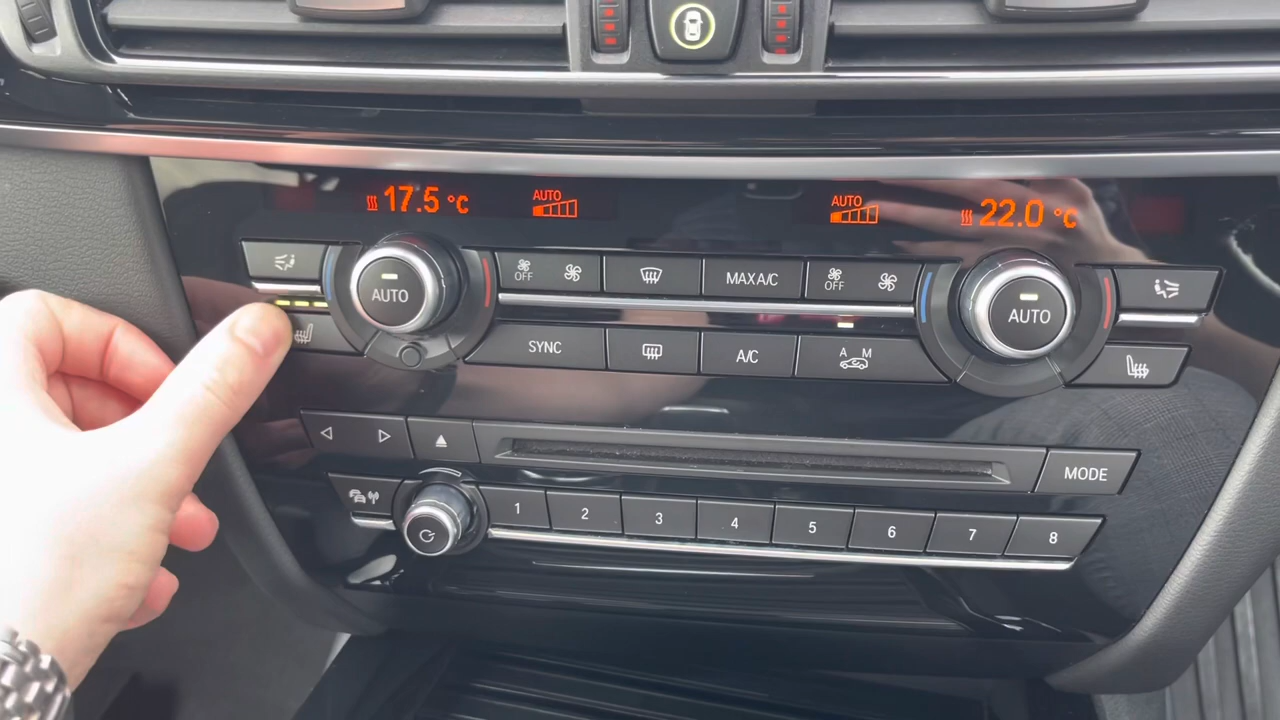 17.5 °C
AUTO
AUTO
22.0 °C
AUTO
OFF
MAX A/C
OFF
AUTO
SYNC
A/C
A M
MODE
1 2 3 4 5 6 7 8